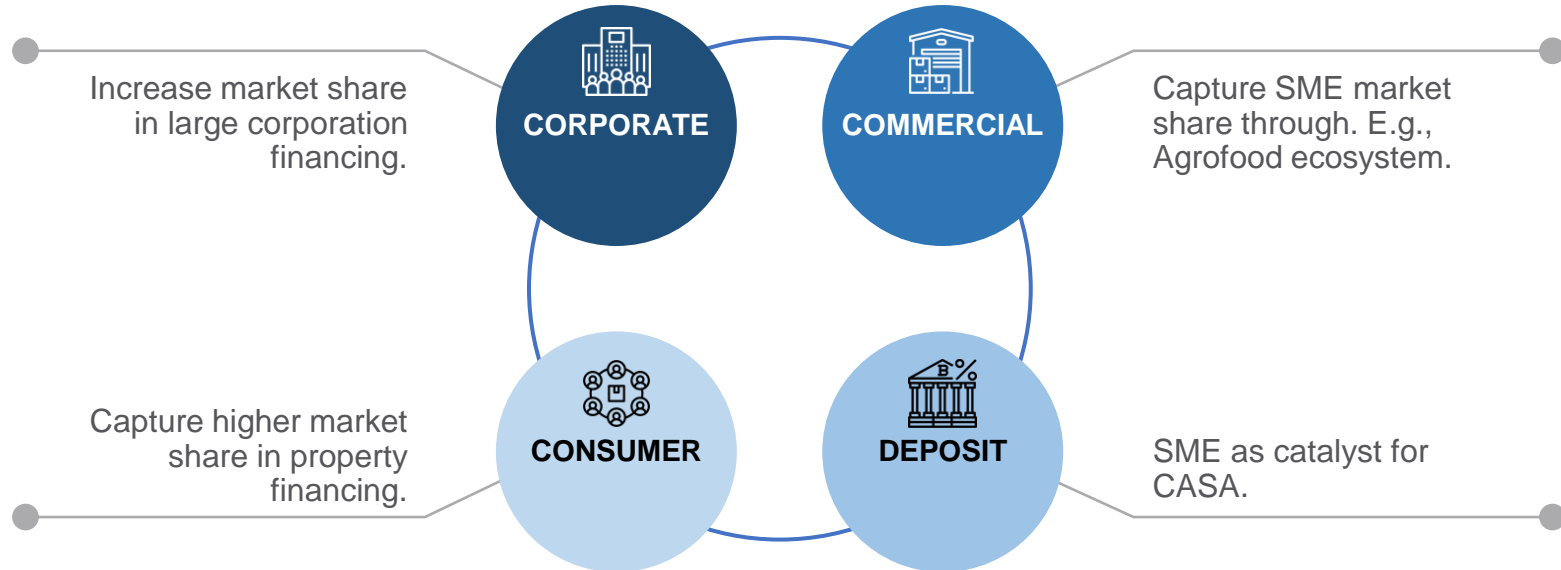 CORPORATE
Increase market share
in large corporation
financing.
COMMERCIAL
Capture SME market
share through. E.g.,
Agrofood ecosystem.
CONSUMER
Capture higher market
share in property
financing.
B%
DEPOSIT
SME as catalyst for
CASA.